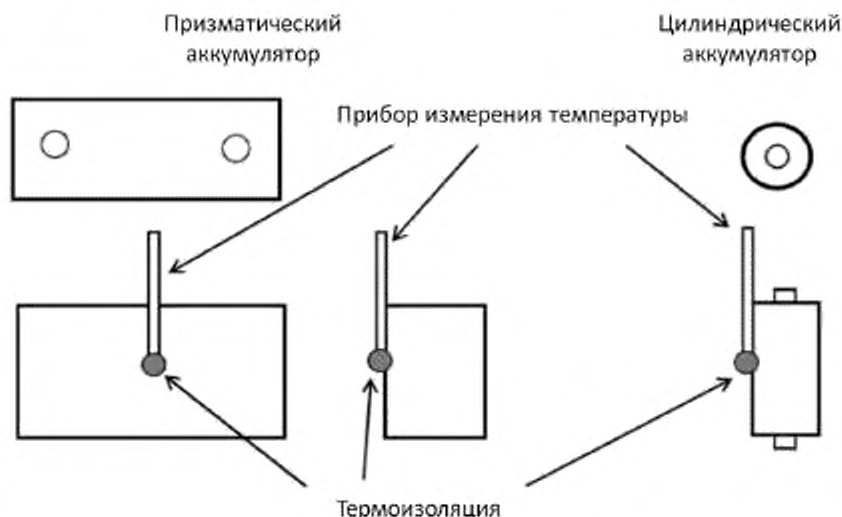 Призматический
аккумулятор
Цилиндрический
аккумулятор
Прибор измерения температуры
Термоизоляция